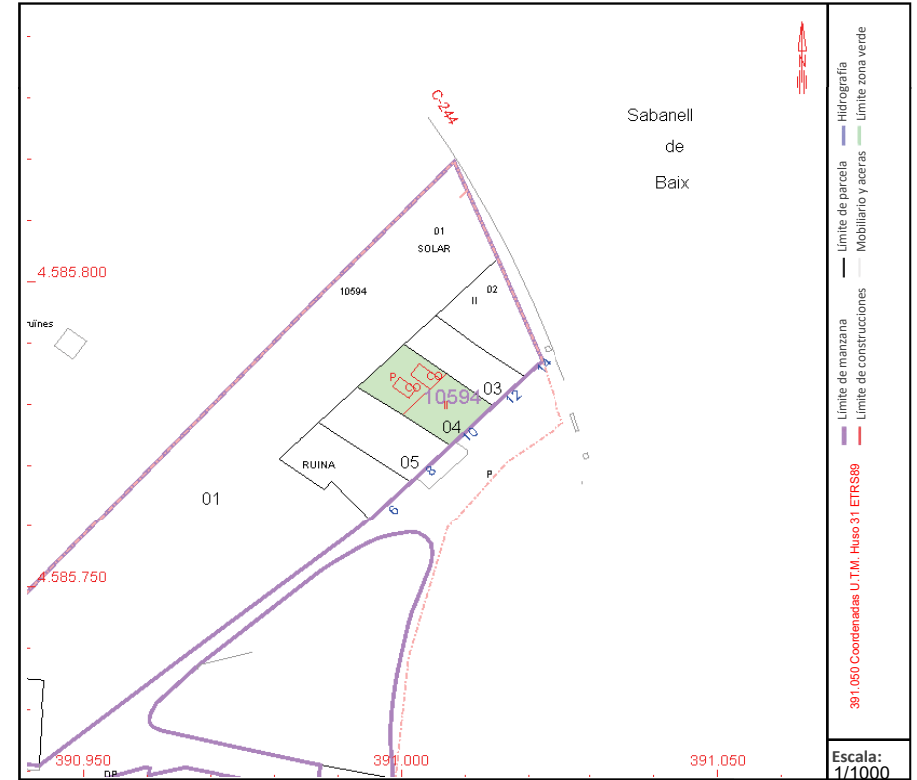 C-244
N
Sabanell
de
Baix
01
SOLAR
4.585.800
10594
02
II
uïnes
P
CO
CO
03
14
10594
II
12
04
10
RUINA
05
8
P
01
6
4.585.750
390.950
391.000
391.050
Límite de manzana
Límite de parcela
Hidrografía
Límite de construcciones
Mobiliario y aceras
Límite zona verde
391.050 Coordenadas U.T.M. Huso 31 ETRS89
Escala:
1/1000